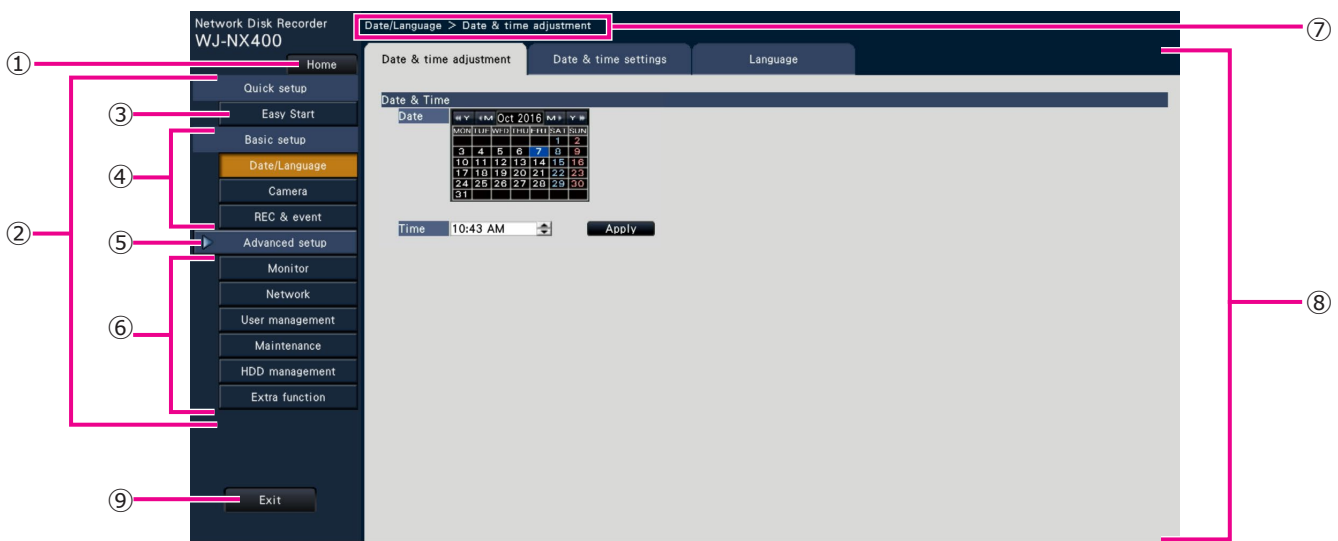 Network Disk Recorder
WJ-NX400
Date/Language > Date & time adjustment
⑦
①
Home
Date & time adjustment
Date & time settings
Language
②
Quick setup
③
Easy Start
④
Basic setup
Date/Language
Camera
REC & event
⑤
Advanced setup
⑥
Monitor
Network
User management
Maintenance
HDD management
Extra function
⑨
Exit
Date & Time
Date
Y M Oct 2016 M Y
MON TUE WED THU FRI SAT SUN
1 2
3 4 5 6 7 8 9
10 11 12 13 14 15 16
17 18 19 20 21 22 23
24 25 26 27 28 29 30
31
Time 10:43 AM Apply
⑧